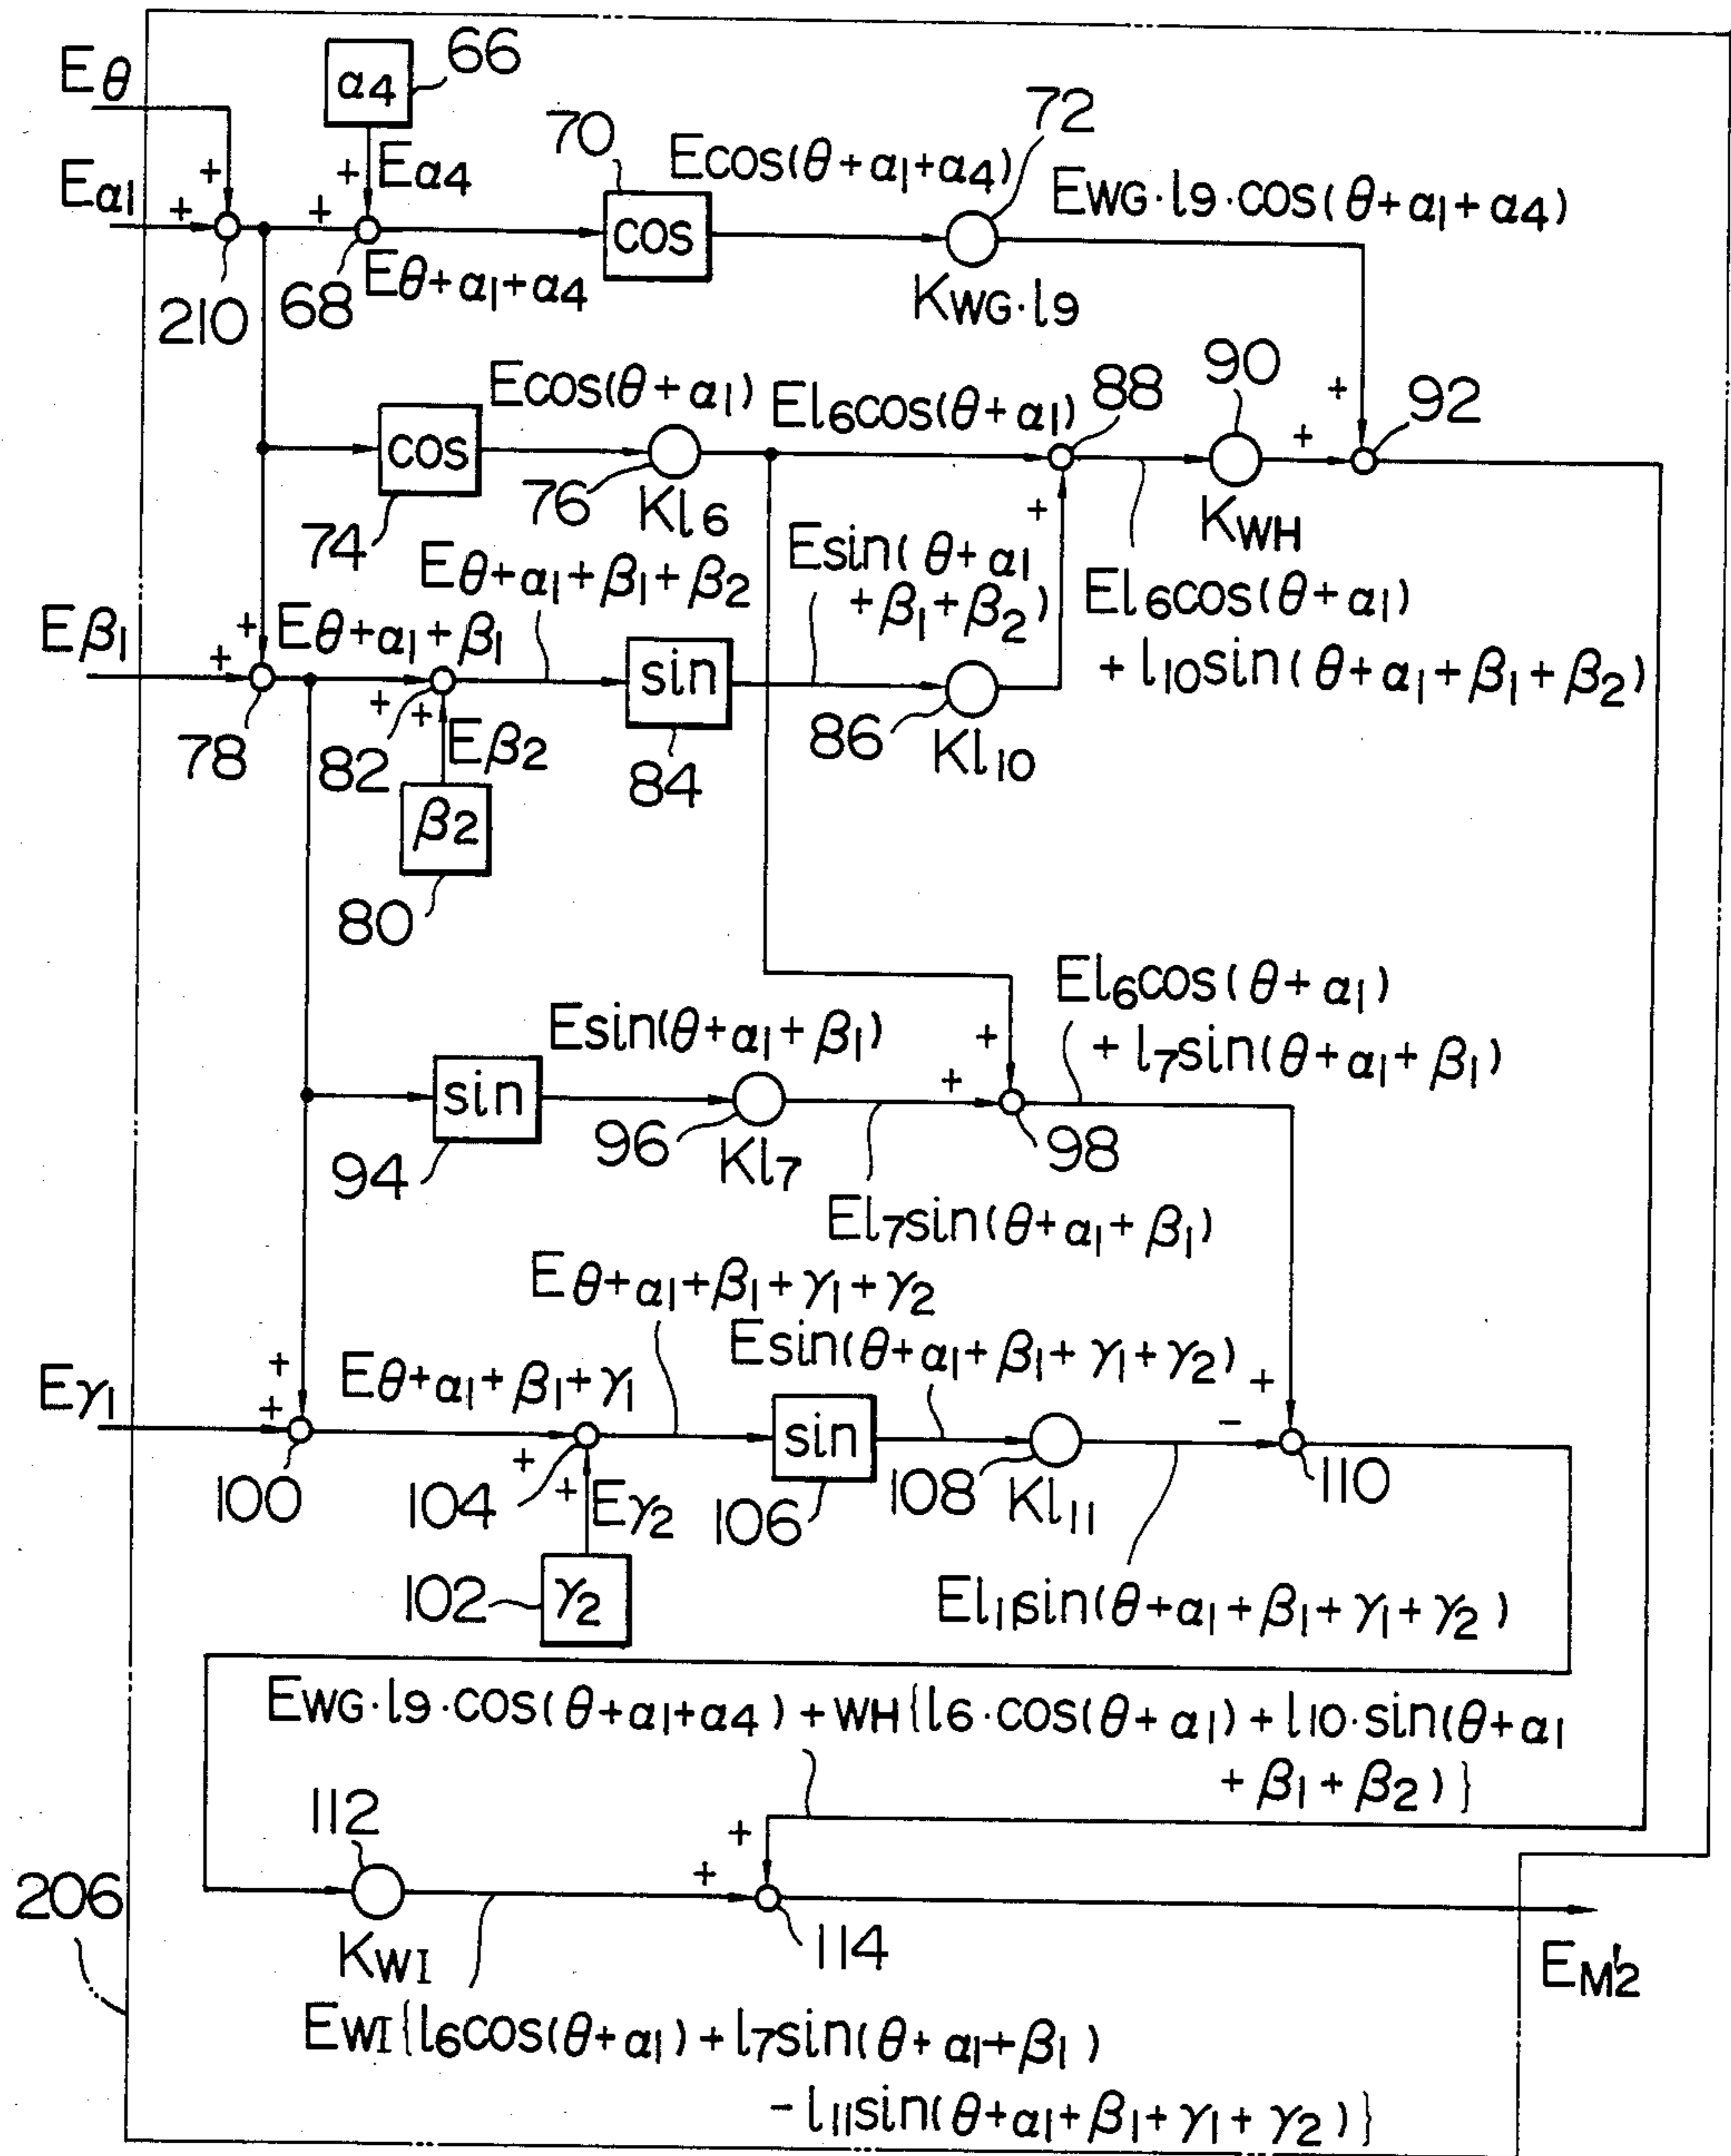 Eθ
α4
66
Eα1
+
+
+
+
Eα4
70
cos
Ecos(θ+α1+α4)
72
EWG·l9·cos(θ+α1+α4)
210
68
Eθ+α1+α4
KWG·l9
Ecos(θ+α1)
El6cos(θ+α1)
88
90
+
92
cos
74
76
Kl6
+
+
KWH
Eθ+α1+β1+β2
Esin(θ+α1
+β1+β2)
El6cos(θ+α1)
+l10sin(θ+α1+β1+β2)
Eβ1
+
+
Eθ+α1+β1
sin
78
+
+
82
Eβ2
84
86
Kl10
β2
80
El6cos(θ+α1)
+l7sin(θ+α1+β1)
Esin(θ+α1+β1)
+
+
sin
94
96
Kl7
98
El7sin(θ+α1+β1)
Eθ+α1+β1+γ1+γ2
Esin(θ+α1+β1+γ1+γ2)
+
Eγ1
+
+
Eθ+α1+β1+γ1
sin
-
100
+
104
+
Eγ2
106
108
Kl11
110
102
γ2
El11sin(θ+α1+β1+γ1+γ2)
EWG·l9·cos(θ+α1+α4)+WH{l6·cos(θ+α1)+l10·sin(θ+α1
+β1+β2)}
112
+
+
206
KWI
114
EM'2
EWI{l6cos(θ+α1)+l7sin(θ+α1+β1)
-l11sin(θ+α1+β1+γ1+γ2)}